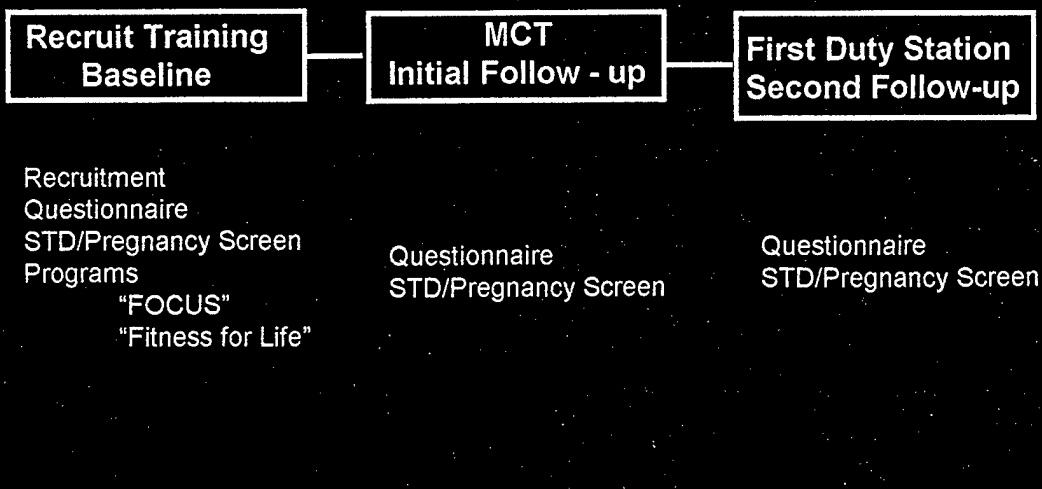 Recruit Training
Baseline
MCT
Initial Follow - up
First Duty Station
Second Follow-up
Recruitment
Questionnaire
STD/Pregnancy Screen
Programs
“FOCUS”
“Fitness for Life”
Questionnaire
STD/Pregnancy Screen
Questionnaire
STD/Pregnancy Screen